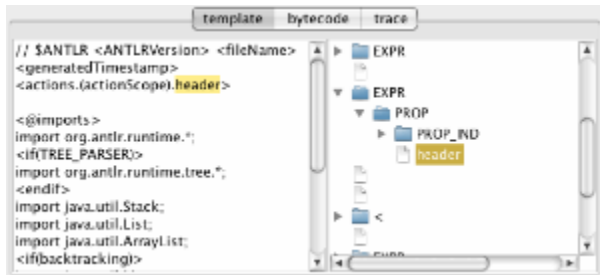 template bytecode trace
// $ANTLR <ANTLRVersion> <fileName>
<generatedTimestamp>
<actions.(actionScope).header>
<@imports>
import org.antlr.runtime.*;
<if(TREE_PARSER)>
import org.antlr.runtime.tree.*;
<endif>
import java.util.Stack;
import java.util.List;
import java.util.ArrayList;
<if(backtracking)>
EXPR
EXPR
PROP
PROP_IND
header
<
EXPR